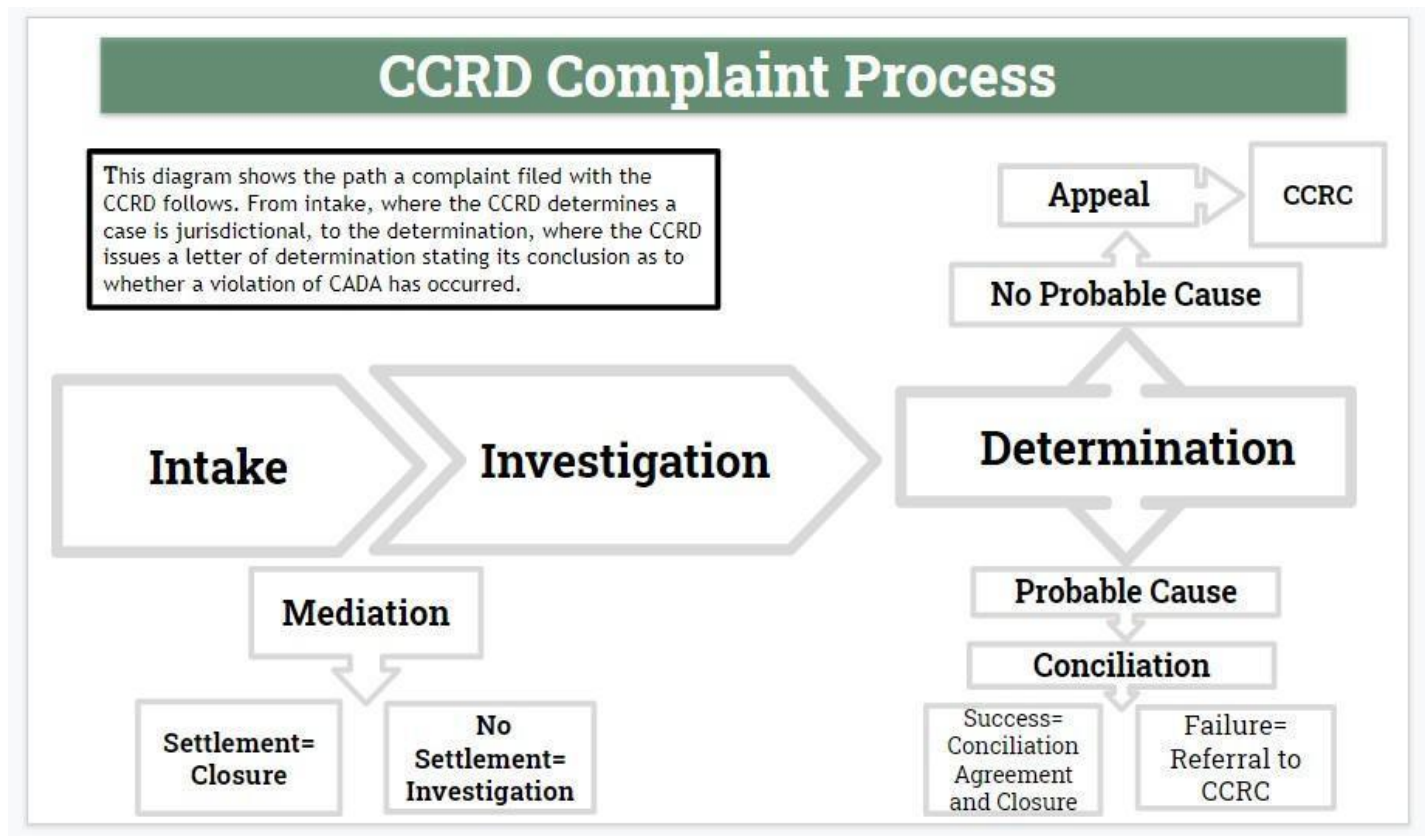 CCRD Complaint Process
This diagram shows the path a complaint filed with the
CCRD follows. From intake, where the CCRD determines a
case is jurisdictional, to the determination, where the CCRD
issues a letter of determination stating its conclusion as to
whether a violation of CADA has occurred.
Appeal
CCRC
No Probable Cause
Intake
Investigation
Determination
Mediation
Settlement=
Closure
No
Settlement=
Investigation
Probable Cause
Conciliation
Success=
Conciliation
Agreement
and Closure
Failure=
Referral to
CCRC